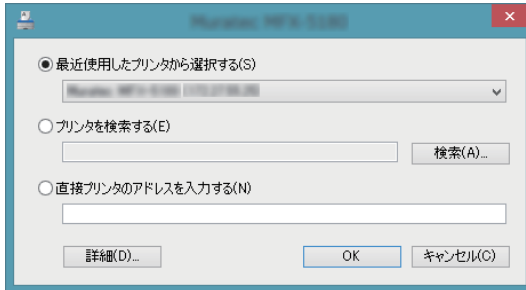 最近使用したプリンタから選択する(S)
プリンタを検索する(E)
検索(A)...
直接プリンタのアドレスを入力する(N)
詳細(D)...
OK
キャンセル(C)